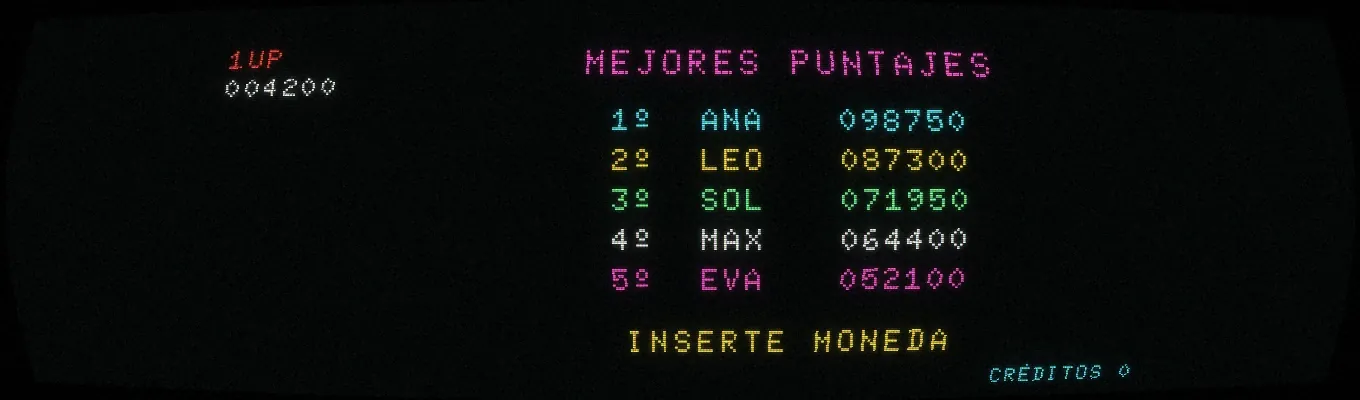 1UP
004200
MEJORES PUNTAJES
1º ANA 098750
2º LEO 087300
3º SOL 071950
4º MAX 064400
5º EVA 052100
INSERTE MONEDA
CRÉDITOS 0